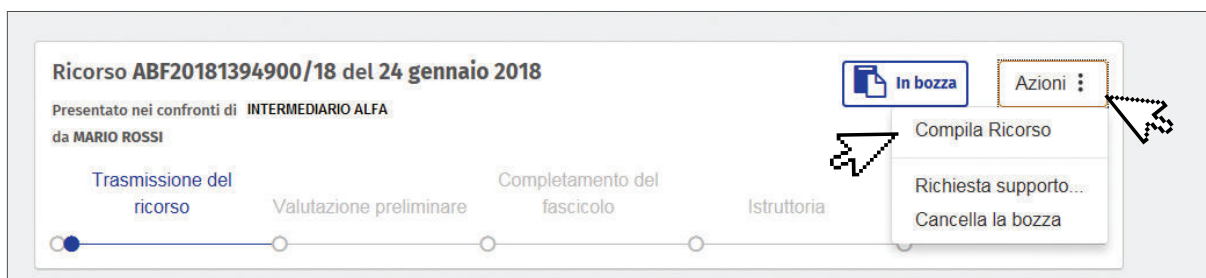 Ricorso ABF20181394900/18 del 24 gennaio 2018
In bozza
Azioni
Presentato nei confronti di INTERMEDIARIO ALFA
da MARIO ROSSI
Compila Ricorso
Richiesta supporto...
Cancella la bozza
Trasmissione del
ricorso
Valutazione preliminare
Completamento del
fascicolo
Istruttoria